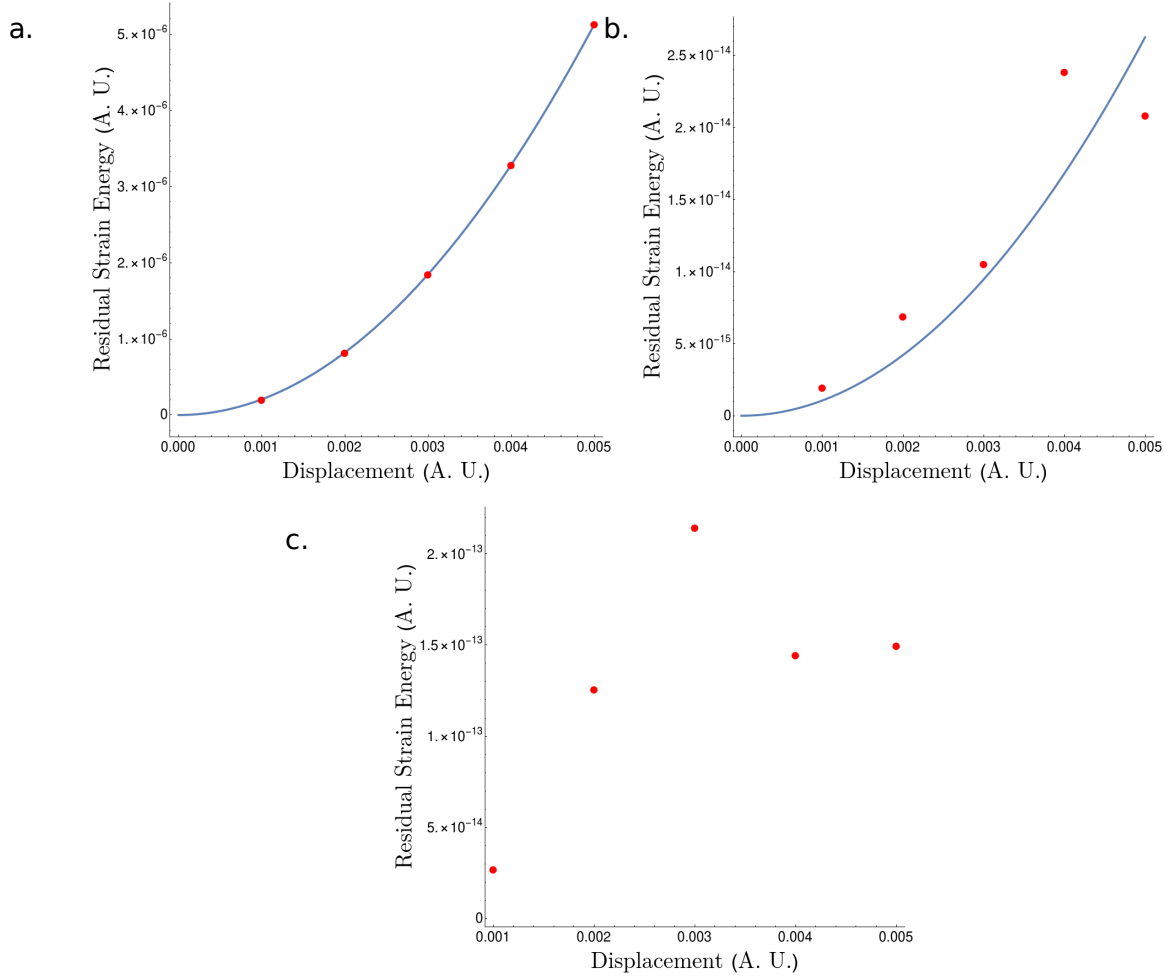 a.
Residual Strain Energy (A. U.)
5.×10⁻⁶
4.×10⁻⁶
3.×10⁻⁶
2.×10⁻⁶
1.×10⁻⁶
0
0.000 0.001 0.002 0.003 0.004 0.005
Displacement (A. U.)
b.
Residual Strain Energy (A. U.)
2.5×10⁻¹⁴
2.×10⁻¹⁴
1.5×10⁻¹⁴
1.×10⁻¹⁴
5.×10⁻¹⁵
0
0.000 0.001 0.002 0.003 0.004 0.005
Displacement (A. U.)
c.
Residual Strain Energy (A. U.)
2.×10⁻¹³
1.5×10⁻¹³
1.×10⁻¹³
5.×10⁻¹⁴
0
0.001 0.002 0.003 0.004 0.005
Displacement (A. U.)